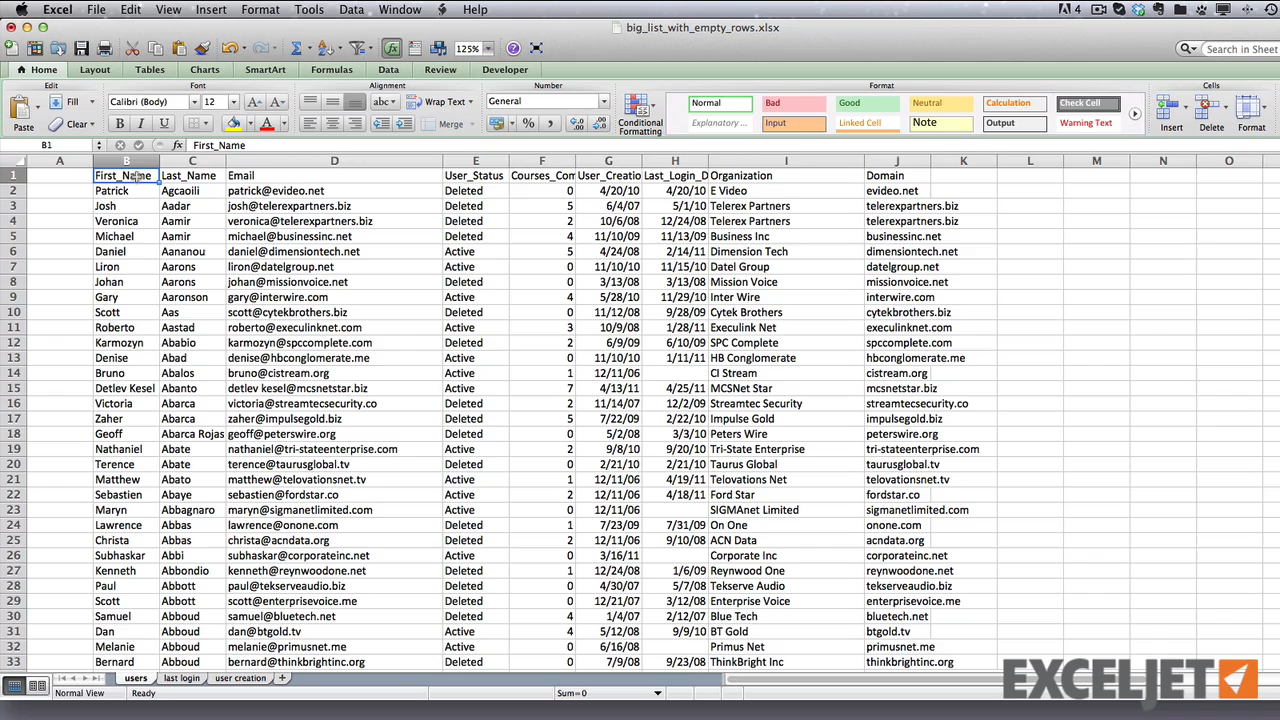 Excel File Edit View Insert Format Tools Data Window Help 4
big_list_with_empty_rows.xlsx
125% Search in Sheet
Home Layout Tables Charts SmartArt Formulas Data Review Developer
Edit Font Alignment Number Format Cells
Paste Fill Clear Calibri (Body) 12 abc Wrap Text Merge General Conditional Formatting Normal Bad Good Neutral Calculation Check Cell Explanatory ... Input Linked Cell Note Output Warning Text Insert Delete Format
B1 fx First_Name
A B C D E F G H I J K L M N O
1 First_Name Last_Name Email User_Status Courses_Com User_Creatio Last_Login_D Organization Domain
2 Patrick Agcaoili patrick@evideo.net Deleted 0 4/20/10 4/20/10 E Video evideo.net
3 Josh Aadar josh@telerexpartners.biz Deleted 5 6/4/07 5/1/10 Telerex Partners telerexpartners.biz
4 Veronica Aamir veronica@telerexpartners.biz Deleted 2 10/6/08 12/24/08 Telerex Partners telerexpartners.biz
5 Michael Aamir michael@businessinc.net Deleted 4 11/10/09 11/13/09 Business Inc businessinc.net
6 Daniel Aananou daniel@dimensiontech.net Active 5 4/24/08 2/14/11 Dimension Tech dimensiontech.net
7 Liron Aarons liron@datelgroup.net Active 0 11/10/10 11/15/10 Datel Group datelgroup.net
8 Johan Aarons johan@missionvoice.net Deleted 0 3/13/08 3/13/08 Mission Voice missionvoice.net
9 Gary Aaronson gary@interwire.com Active 4 5/28/10 11/29/10 Inter Wire interwire.com
10 Scott Aas scott@cytekbrothers.biz Deleted 0 11/12/08 9/28/09 Cytek Brothers cytekbrothers.biz
11 Roberto Aastad roberto@execulinknet.com Active 3 10/9/08 1/28/11 Execulink Net execulinknet.com
12 Karmozyn Ababio karmozyn@spccomplete.com Deleted 2 6/9/09 6/10/09 SPC Complete spccomplete.com
13 Denise Abad denise@hbconglomerate.me Deleted 0 11/10/10 1/11/11 HB Conglomerate hbconglomerate.me
14 Bruno Abalos bruno@cistream.org Active 1 12/11/06 CI Stream cistream.org
15 Detlev Kesel Abanto detlev kesel@mcsnetstar.biz Active 7 4/13/11 4/25/11 MCSNet Star mcsnetstar.biz
16 Victoria Abarca victoria@streamtecsecurity.co Deleted 2 11/14/07 12/2/09 Streamtec Security streamtecsecurity.co
17 Zaher Abarca zaher@impulsegold.biz Deleted 5 7/22/09 2/2/11 Impulse Gold impulsegold.biz
18 Geoff Abarca Rojas geoff@peterswire.org Deleted 0 5/2/08 3/3/10 Peters Wire peterswire.org
19 Nathaniel Abate nathaniel@tri-stateenterprise.com Active 2 9/8/10 9/20/10 Tri-State Enterprise tri-stateenterprise.com
20 Terence Abate terence@taurusglobal.tv Deleted 0 2/21/10 2/21/10 Taurus Global taurusglobal.tv
21 Matthew Abato matthew@telovationsnet.tv Active 1 12/11/06 4/19/11 Telovations Net telovationsnet.tv
22 Sebastien Abaye sebastien@fordstar.co Active 2 12/11/06 4/18/11 Ford Star fordstar.co
23 Maryn Abbagnaro maryn@sigmanetlimited.com Active 0 12/11/06 SIGMAnet Limited sigmanetlimited.com
24 Lawrence Abbas lawrence@onone.com Deleted 1 7/23/09 7/31/09 On One onone.com
25 Christa Abbas christa@acndata.org Deleted 2 12/11/06 9/10/08 ACN Data acndata.org
26 Subhaskar Abbi subhaskar@corporateinc.net Active 0 3/16/11 Corporate Inc corporateinc.net
27 Kenneth Abbondio kenneth@reynwoodone.net Deleted 1 12/24/08 1/6/09 Reynwood One reynwoodone.net
28 Paul Abbott paul@tekserveaudio.biz Deleted 0 4/30/07 5/7/08 Tekserve Audio tekserveaudio.biz
29 Scott Abbott scott@enterprisevoice.me Deleted 0 12/21/07 3/12/08 Enterprise Voice enterprisevoice.me
30 Samuel Abboud samuel@bluetech.net Deleted 4 1/4/07 2/12/07 Blue Tech bluetech.net
31 Dan Abboud dan@btgold.tv Active 4 5/12/08 9/9/10 BT Gold btgold.tv
32 Melanie Abboud melanie@primusnet.me Active 0 6/16/08 Primus Net primusnet.me
33 Bernard Abboud bernard@thinkbrightinc.org Deleted 0 7/9/08 9/23/08 ThinkBright Inc thinkbrightinc.org
users last login user creation
Normal View Ready Sum=0
EXCELJET